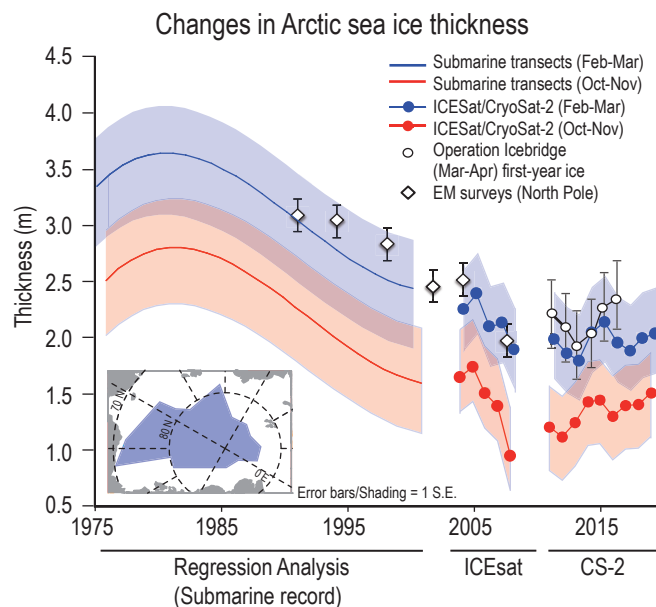 Changes in Arctic sea ice thickness
Submarine transects (Feb-Mar)
Submarine transects (Oct-Nov)
ICESat/CryoSat-2 (Feb-Mar)
ICESat/CryoSat-2 (Oct-Nov)
Operation Icebridge
(Mar-Apr) first-year ice
EM surveys (North Pole)
Thickness (m)
4.5
4.0
3.5
3.0
2.5
2.0
1.5
1.0
0.5
70 N
80 N
Error bars/Shading = 1 S.E.
1975
1985
1995
2005
2015
Regression Analysis
(Submarine record)
ICEsat
CS-2